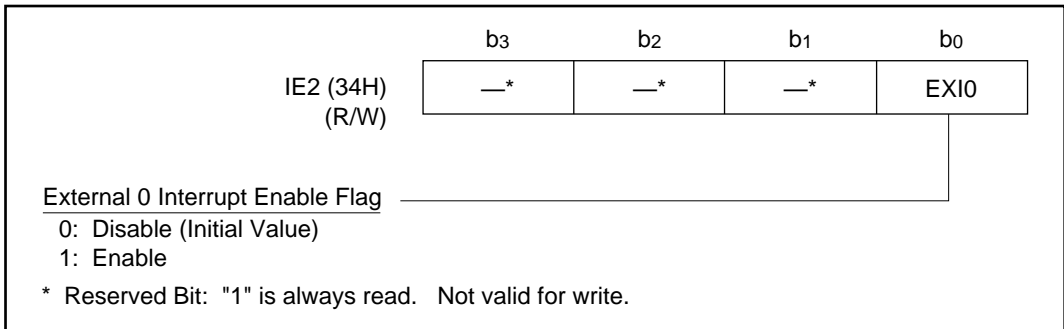 b3 b2 b1 b0
IE2 (34H) —* —* —* EXI0
(R/W)
External 0 Interrupt Enable Flag
0: Disable (Initial Value)
1: Enable
* Reserved Bit: "1" is always read. Not valid for write.